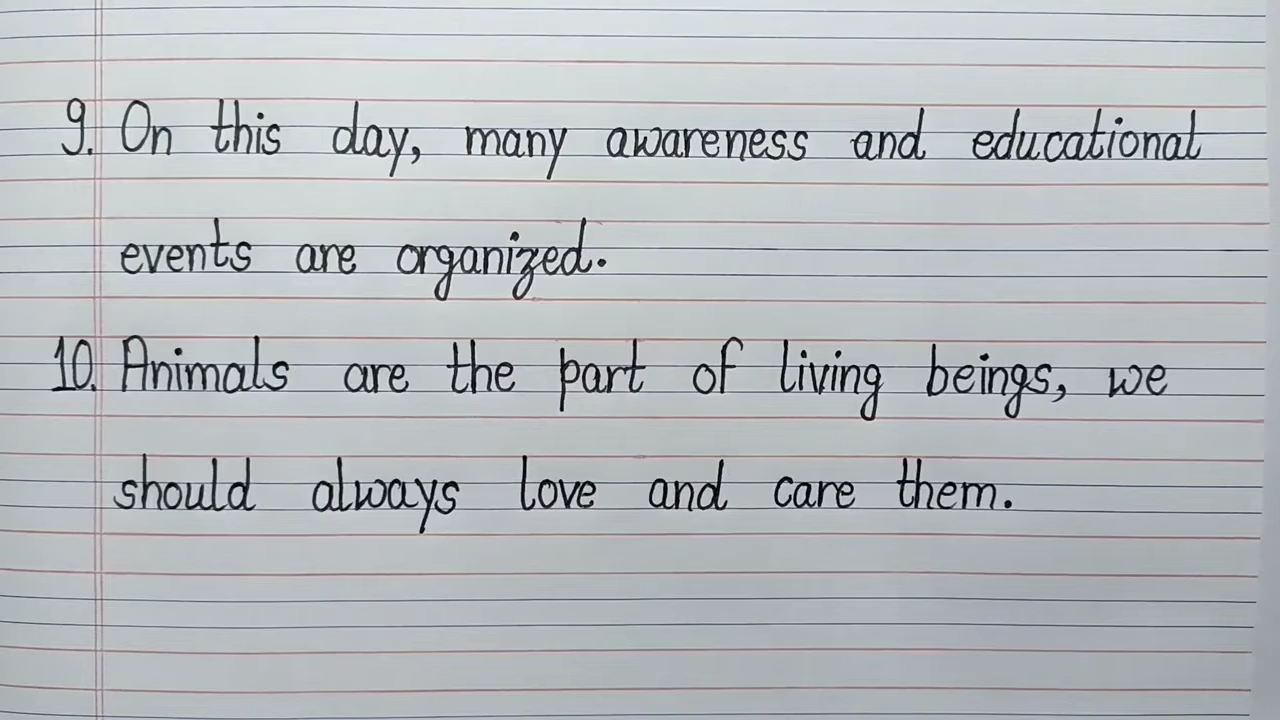 9. On this day, many awareness and educational
events are organized.
10. Animals are the part of living beings, we
should always love and care them.